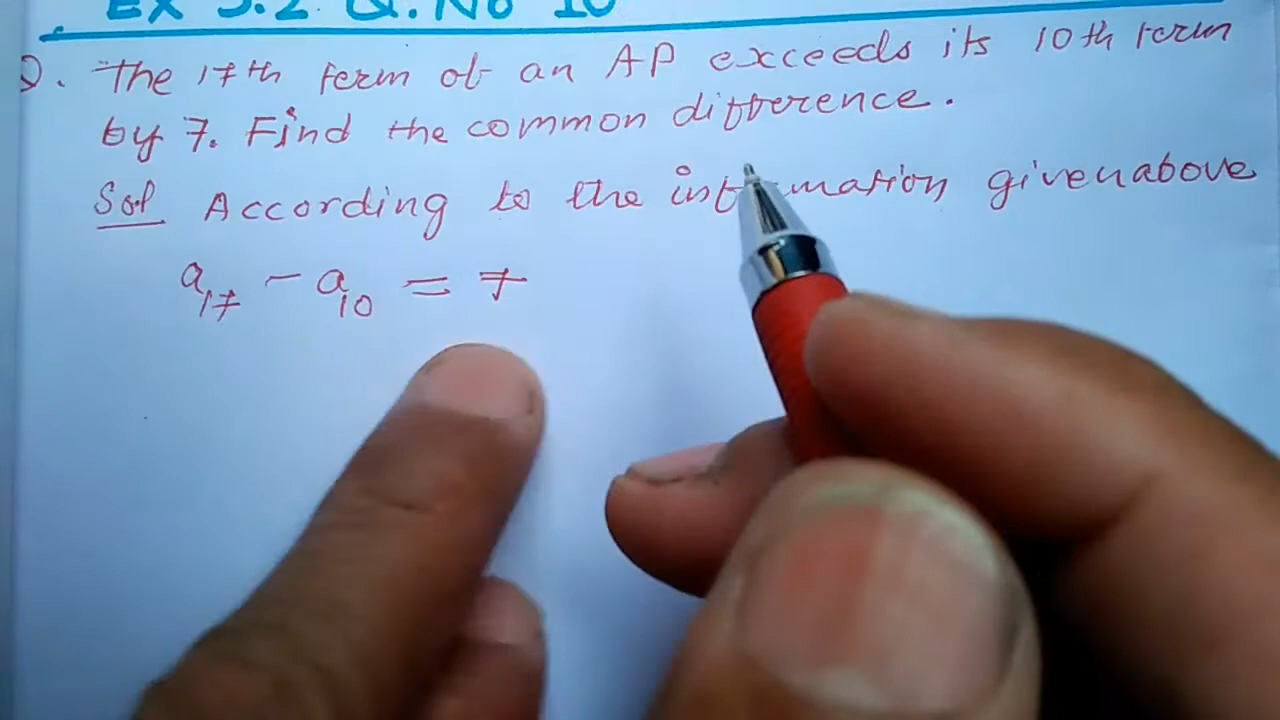 Ex 5.2 Q. No 10
Q. The 17th term of an AP exceeds its 10th term
by 7. Find the common difference.
Sol According to the given above
a17 - a10 = 7